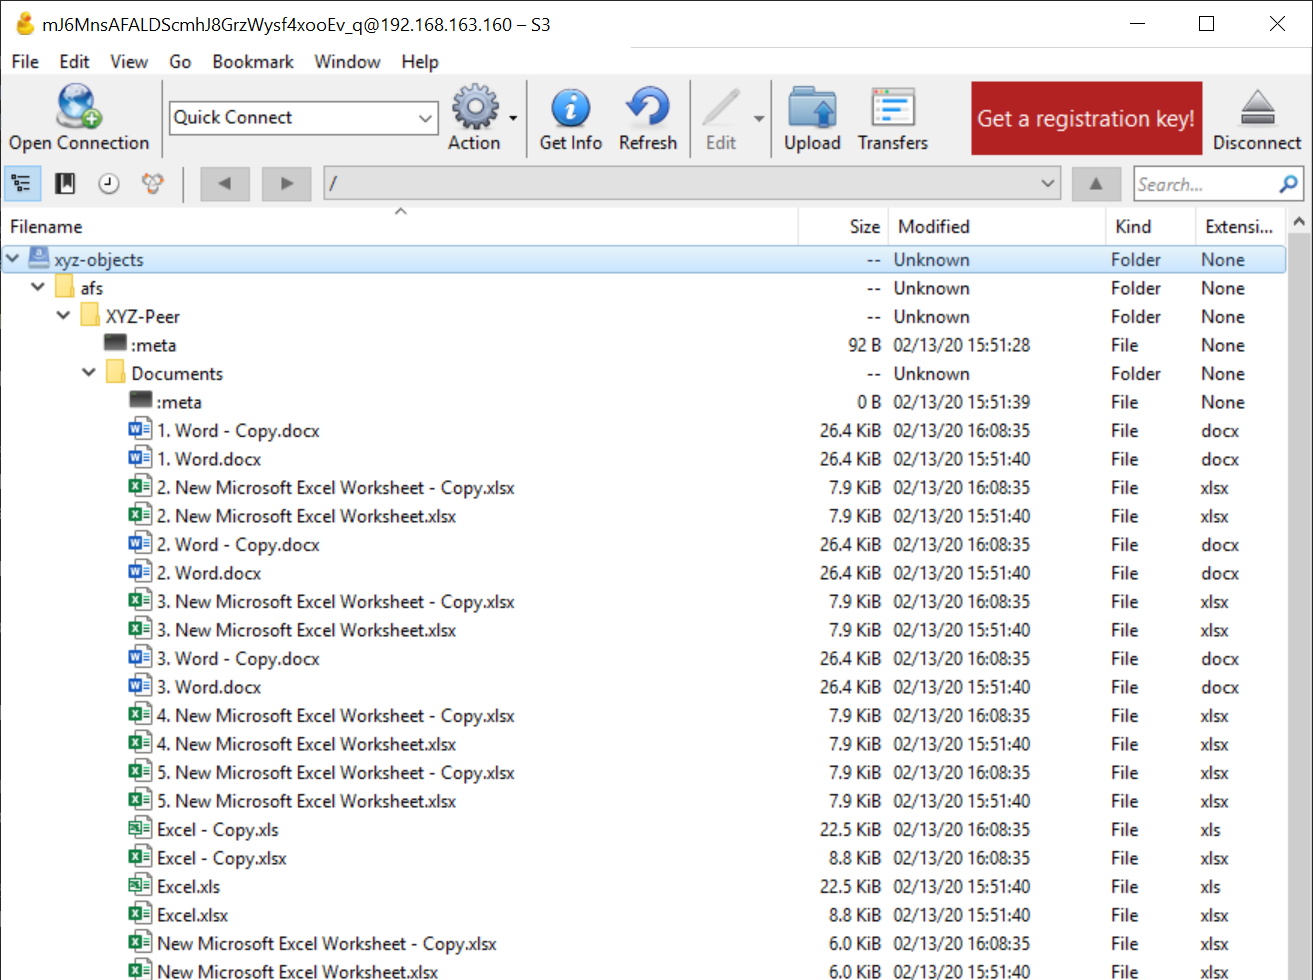 mJ6MnsAFALDScmhJ8GrzWysf4xooEv_q@192.168.163.160 – S3
File Edit View Go Bookmark Window Help
Open Connection Quick Connect Action Get Info Refresh Edit Upload Transfers Get a registration key! Disconnect
/ Search...
Filename Size Modified Kind Extensi...
xyz-objects -- Unknown Folder None
afs -- Unknown Folder None
XYZ-Peer -- Unknown Folder None
:meta 92 B 02/13/20 15:51:28 File None
Documents -- Unknown Folder None
:meta 0 B 02/13/20 15:51:39 File None
1. Word - Copy.docx 26.4 KiB 02/13/20 16:08:35 File docx
1. Word.docx 26.4 KiB 02/13/20 15:51:40 File docx
2. New Microsoft Excel Worksheet - Copy.xlsx 7.9 KiB 02/13/20 16:08:35 File xlsx
2. New Microsoft Excel Worksheet.xlsx 7.9 KiB 02/13/20 15:51:40 File xlsx
2. Word - Copy.docx 26.4 KiB 02/13/20 16:08:35 File docx
2. Word.docx 26.4 KiB 02/13/20 15:51:40 File docx
3. New Microsoft Excel Worksheet - Copy.xlsx 7.9 KiB 02/13/20 16:08:35 File xlsx
3. New Microsoft Excel Worksheet.xlsx 7.9 KiB 02/13/20 15:51:40 File xlsx
3. Word - Copy.docx 26.4 KiB 02/13/20 16:08:35 File docx
3. Word.docx 26.4 KiB 02/13/20 15:51:40 File docx
4. New Microsoft Excel Worksheet - Copy.xlsx 7.9 KiB 02/13/20 16:08:35 File xlsx
4. New Microsoft Excel Worksheet.xlsx 7.9 KiB 02/13/20 15:51:40 File xlsx
5. New Microsoft Excel Worksheet - Copy.xlsx 7.9 KiB 02/13/20 16:08:35 File xlsx
5. New Microsoft Excel Worksheet.xlsx 7.9 KiB 02/13/20 15:51:40 File xlsx
Excel - Copy.xls 22.5 KiB 02/13/20 16:08:35 File xls
Excel - Copy.xlsx 8.8 KiB 02/13/20 16:08:35 File xlsx
Excel.xls 22.5 KiB 02/13/20 15:51:40 File xls
Excel.xlsx 8.8 KiB 02/13/20 15:51:40 File xlsx
New Microsoft Excel Worksheet - Copy.xlsx 6.0 KiB 02/13/20 16:08:35 File xlsx
New Microsoft Excel Worksheet.xlsx 6.0 KiB 02/13/20 15:51:40 File xlsx